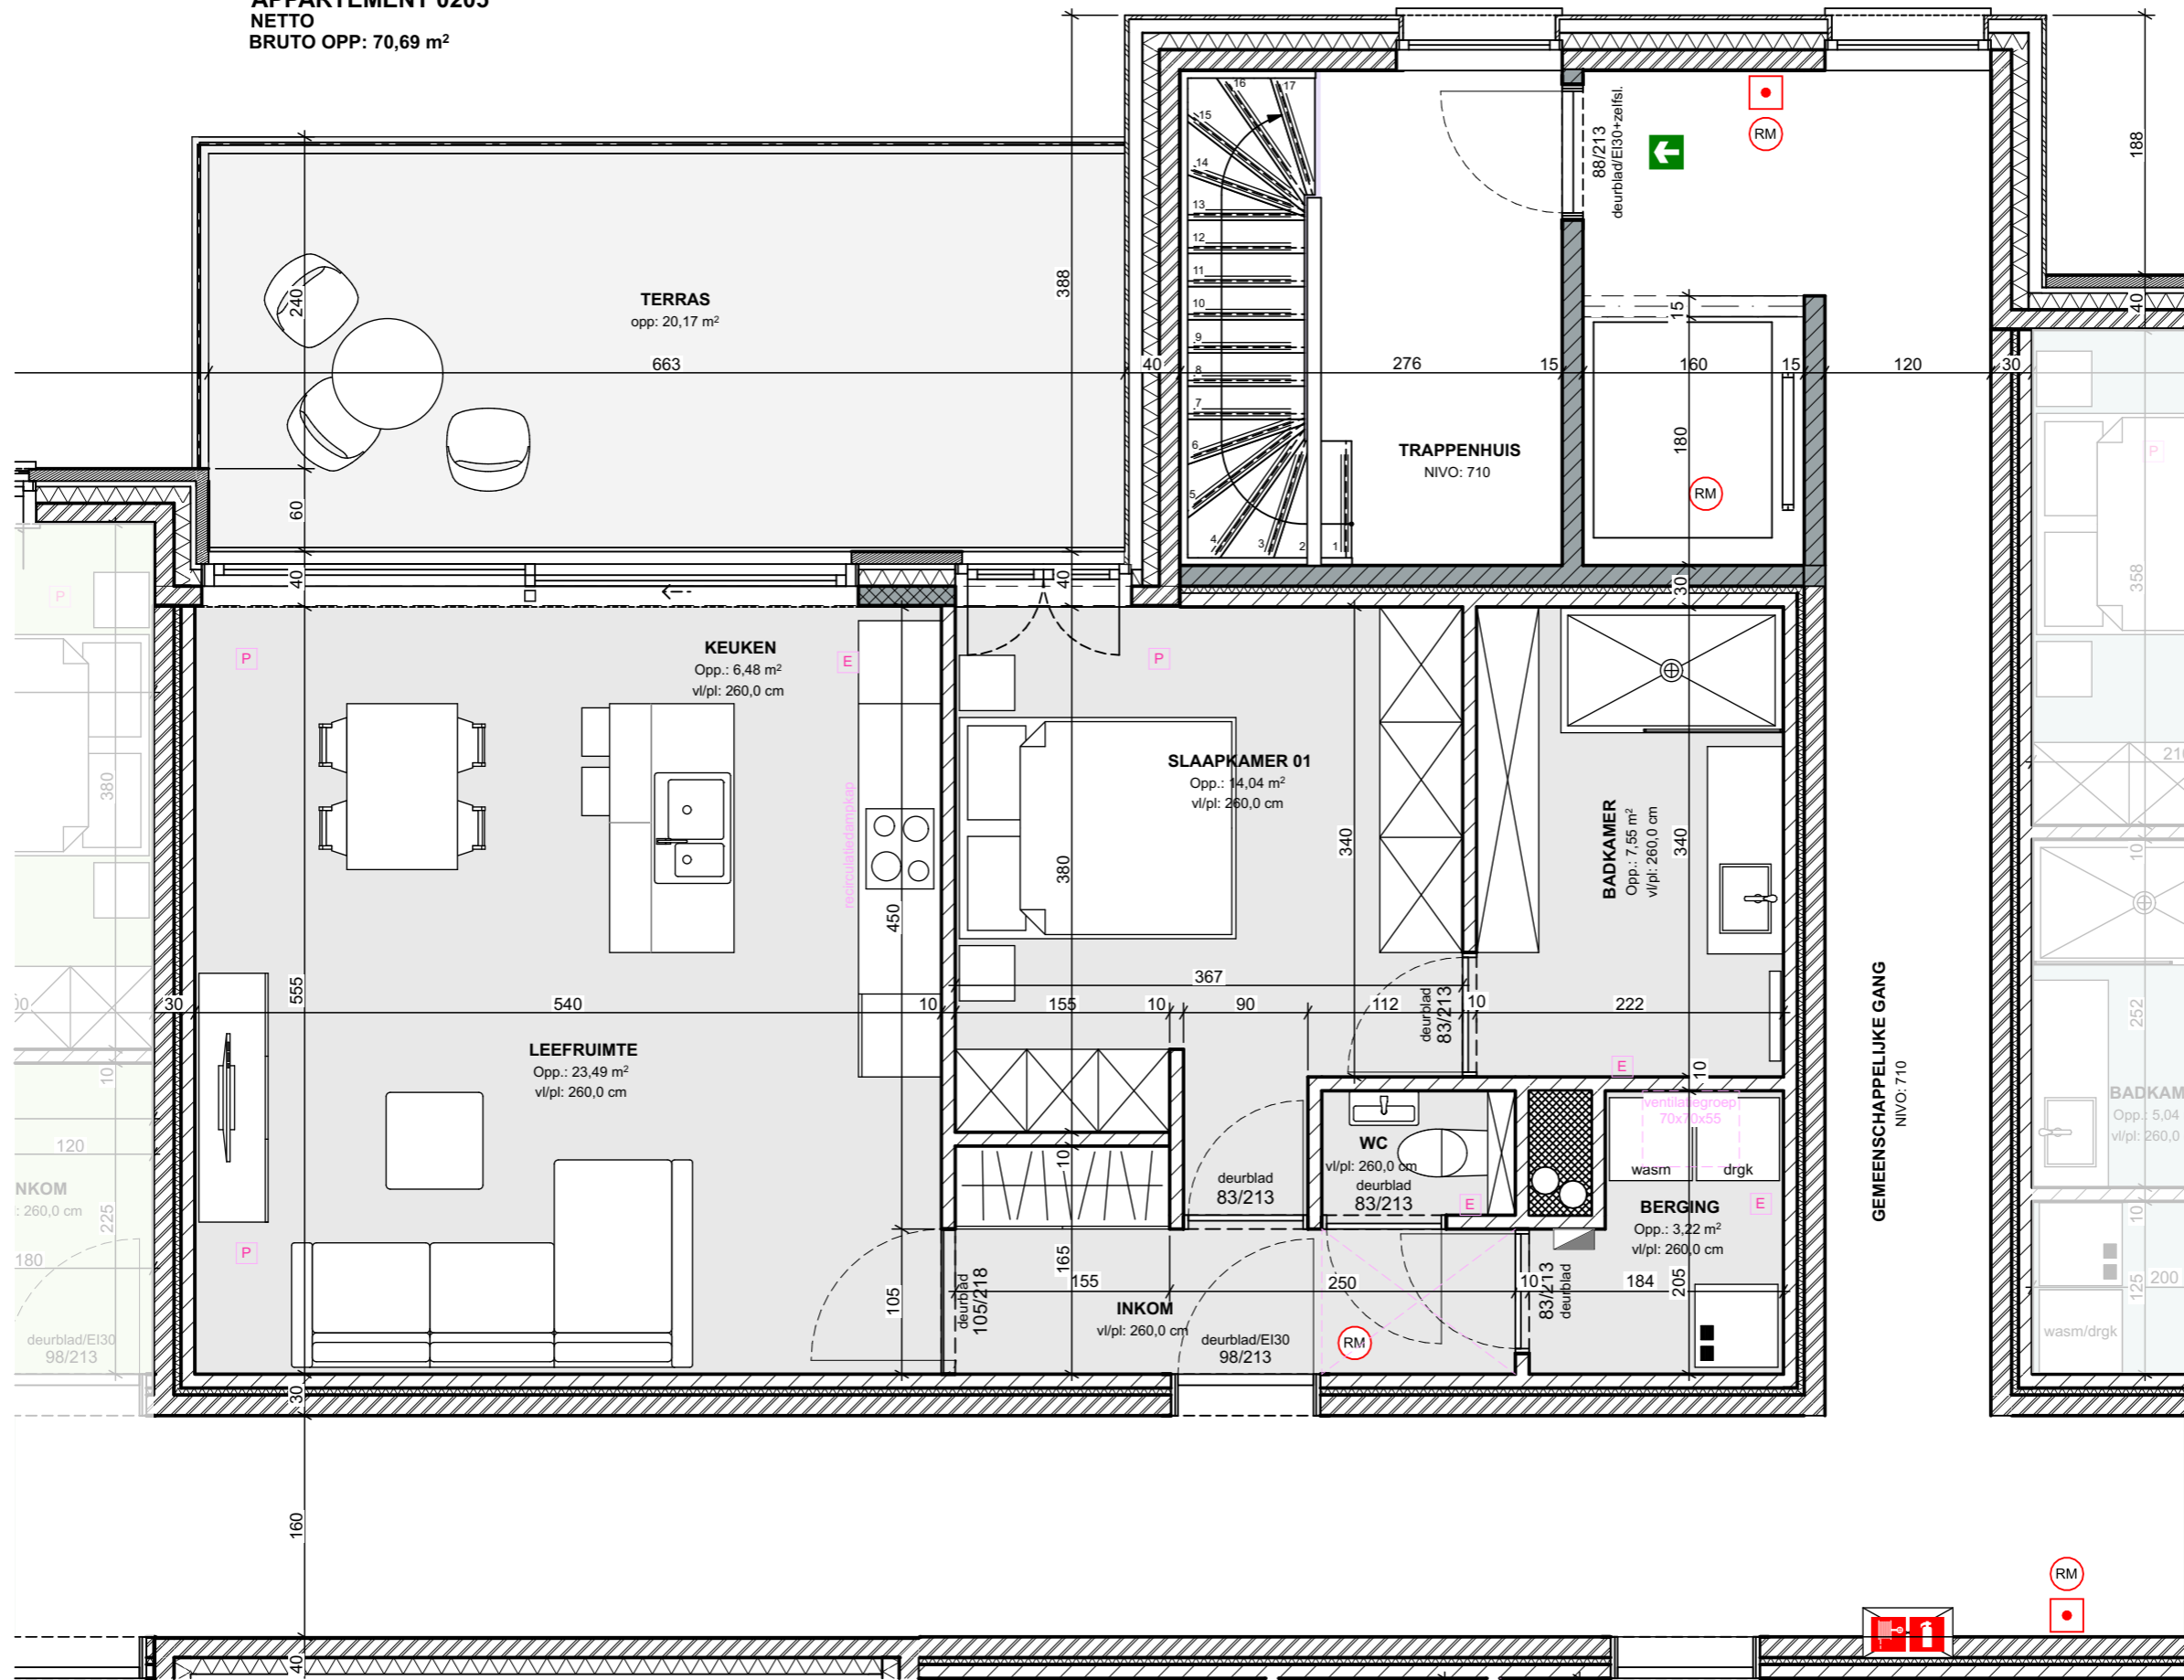 APPARTEMENT 0205
NETTO
BRUTO OPP: 70,69 m²
TERRAS
opp: 20,17 m²
240
60
663
388
40
40
40
16
17
15
14
13
12
11
10
9
8
7
6
5
4
3
2
1
276
15
160
15
120
30
15
180
30
188
40
TRAPPENHUIS
NIVO: 710
88/213
deurblad/EI30+zelfsl.
RM
RM
P
P
358
P
KEUKEN
Opp.: 6,48 m²
vl/pl: 260,0 cm
E
recirculatiedampkap
450
P
SLAAPKAMER 01
Opp.: 14,04 m²
vl/pl: 260,0 cm
380
340
BADKAMER
Opp.: 7,55 m²
vl/pl: 260,0 cm
340
380
555
30
540
10
155
10
90
112
10
222
367
deurblad
83/213
LEEFRUIMTE
Opp.: 23,49 m²
vl/pl: 260,0 cm
P
E
10
ventilatiegroep
70x70x55
wasm
drgk
WC
vl/pl: 260,0 cm
deurblad
83/213
E
deurblad
83/213
10
BERGING
Opp.: 3,22 m²
vl/pl: 260,0 cm
E
165
155
250
10
184
205
105
deurblad
105/218
INKOM
vl/pl: 260,0 cm
deurblad/EI30
98/213
RM
83/213
deurblad
GEMEENSCHAPPELIJKE GANG
NIVO: 710
10
120
NKOM
260,0 cm
225
180
deurblad/EI30
98/213
210
10
252
BADKAM
Opp.: 5,04
vl/pl: 260,0
10
125
200
wasm/drgk
30
160
40
RM